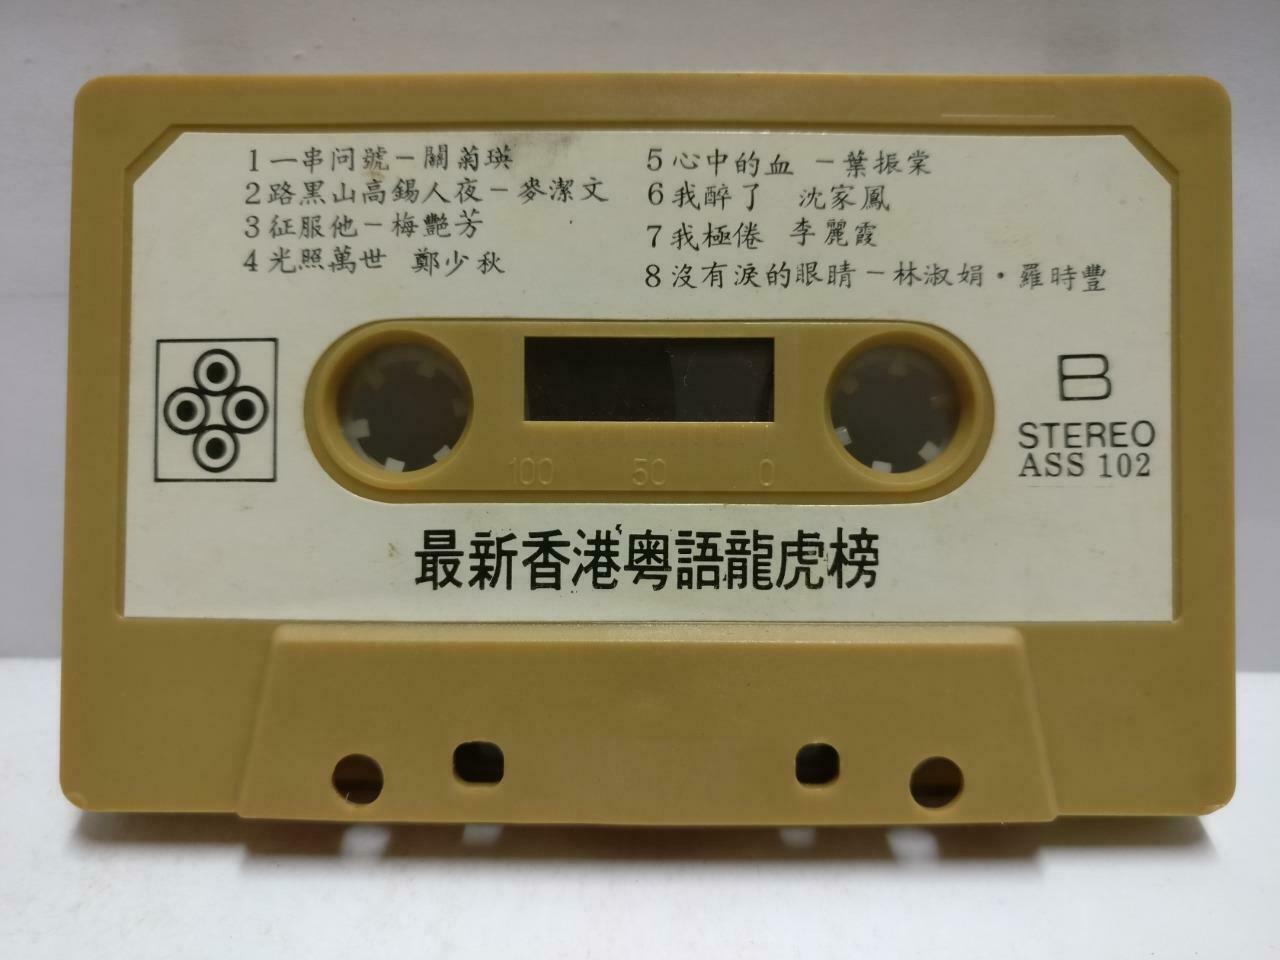 1 一串问號－關菊瑛
2 路黑山高錫人夜－麥潔文
3 征服他－梅艷芳
4 光照萬世 鄭少秋
5 心中的血 －葉振棠
6 我醉了 沈家鳳
7 我極倦 李麗霞
8 沒有淚的眼睛－林淑娟・羅時豐
B
STEREO
ASS 102
100 50 0
最新香港粤語龍虎榜